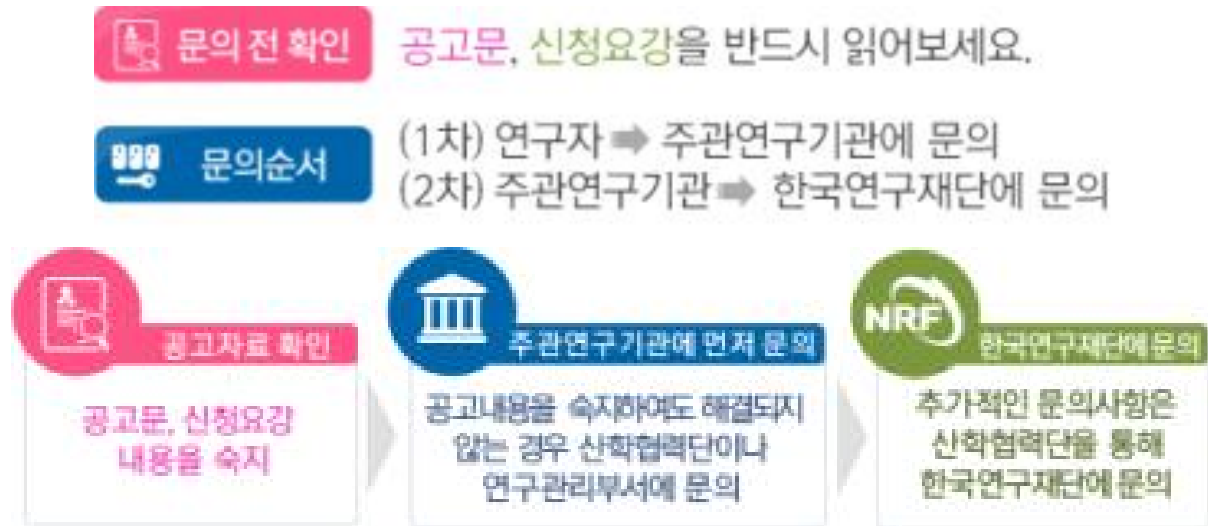 문의 전 확인 공고문, 신청요강을 반드시 읽어보세요.
문의순서
(1차) 연구자 ➡ 주관연구기관에 문의
(2차) 주관연구기관 ➡ 한국연구재단에 문의
공고자료 확인
공고문, 신청요강
내용을 숙지
주관연구기관에 먼저 문의
공고내용을 숙지하여도 해결되지
않는 경우 산학협력단이나
연구관리부서에 문의
NRF
한국연구재단에 문의
추가적인 문의사항은
산학협력단을 통해
한국연구재단에 문의